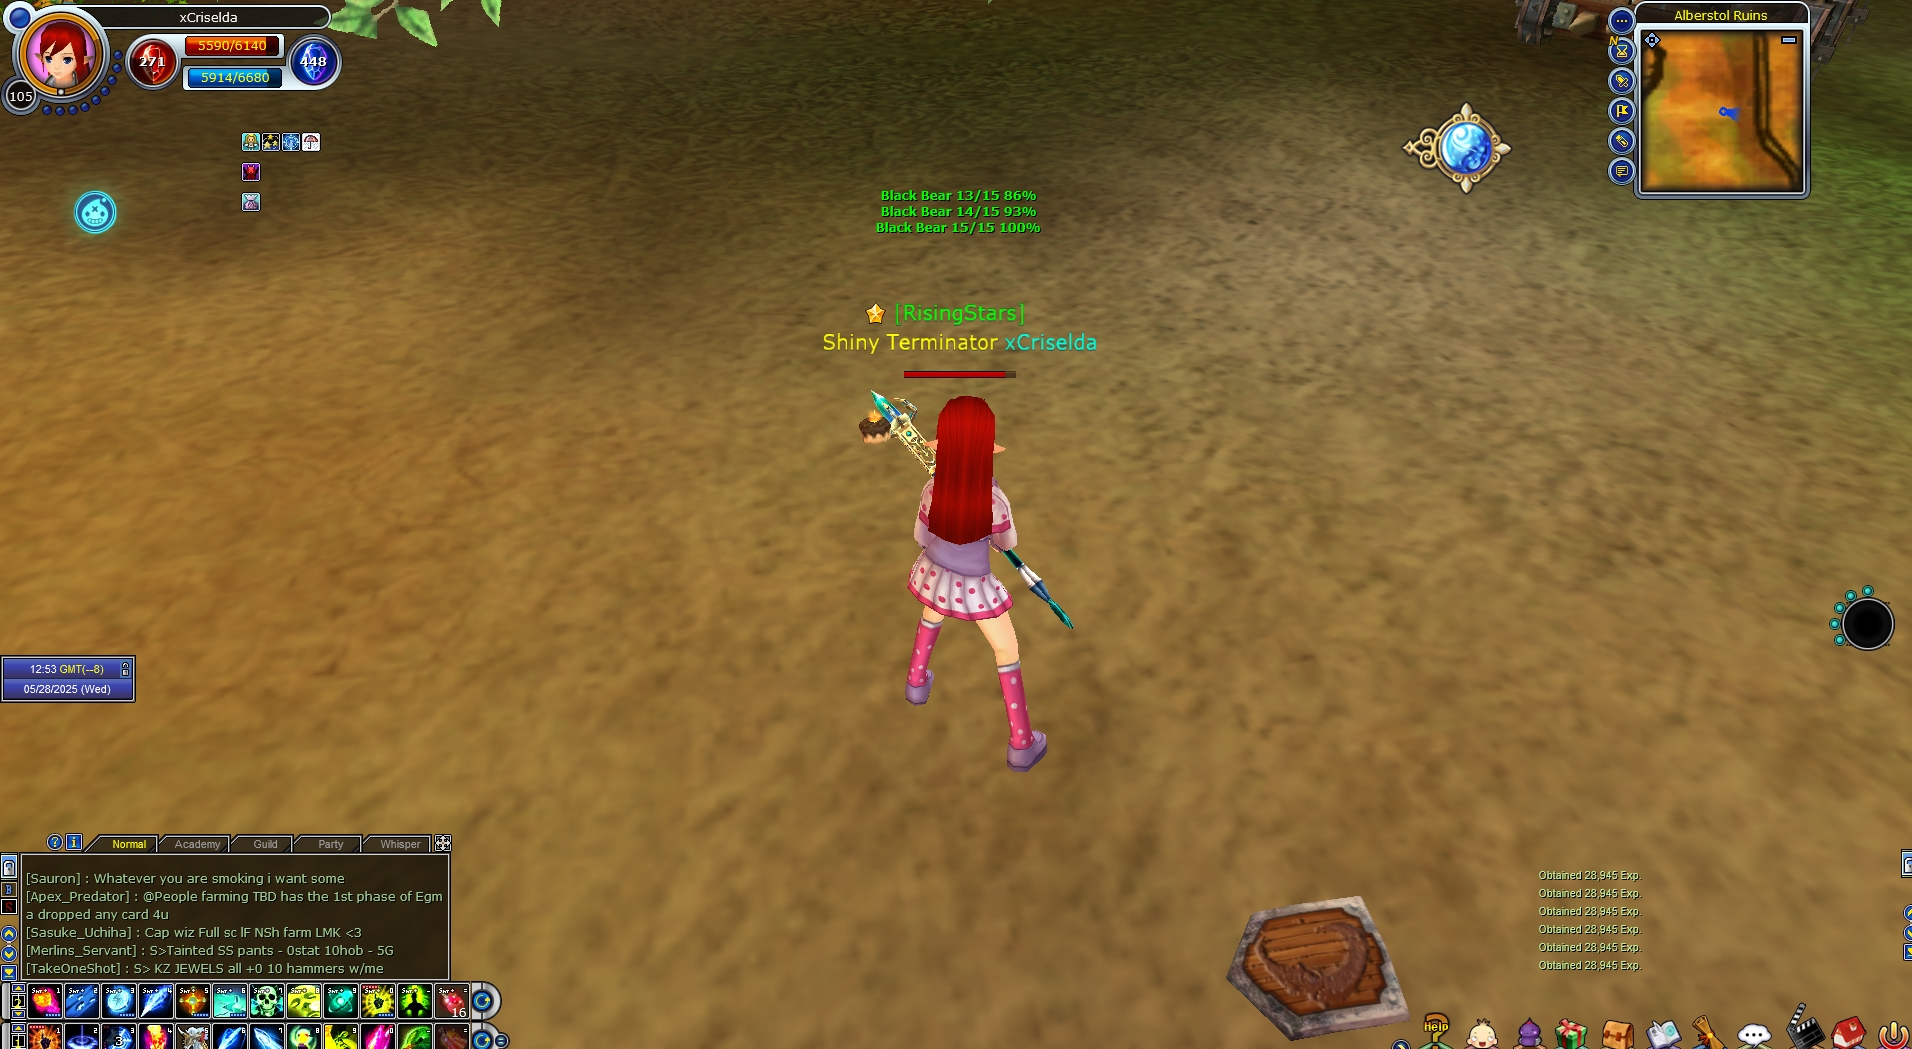 xCriselda
5590/6140
271
448
5914/6680
105
Alberstol Ruins
N
Black Bear 13/15 86%
Black Bear 14/15 93%
Black Bear 15/15 100%
[RisingStars]
Shiny Terminator xCriselda
12:53 GMT(--8)
05/28/2025 (Wed)
Normal
Academy
Guild
Party
Whisper
[Sauron] : Whatever you are smoking i want some
[Apex_Predator] : @People farming TBD has the 1st phase of Egm
a dropped any card 4u
[Sasuke_Uchiha] : Cap wiz Full sc lF NSh farm LMK <3
[Merlins_Servant] : S>Tainted SS pants - 0stat 10hob - 5G
[TakeOneShot] : S> KZ JEWELS all +0 10 hammers w/me
B
S
Obtained 28,945 Exp.
Obtained 28,945 Exp.
Obtained 28,945 Exp.
Obtained 28,945 Exp.
Obtained 28,945 Exp.
Obtained 28,945 Exp.
16
3
Help